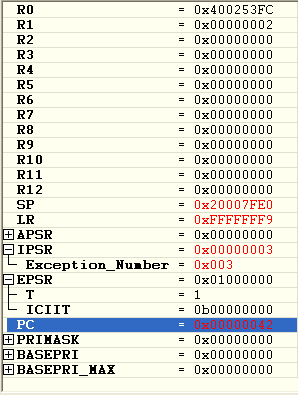 R0 = 0x400253FC
R1 = 0x00000002
R2 = 0x00000000
R3 = 0x00000000
R4 = 0x00000000
R5 = 0x00000000
R6 = 0x00000000
R7 = 0x00000000
R8 = 0x00000000
R9 = 0x00000000
R10 = 0x00000000
R11 = 0x00000000
R12 = 0x00000000
SP = 0x20007FE0
LR = 0xFFFFFFF9
APSR = 0x00000000
IPSR = 0x00000003
Exception_Number = 0x003
EPSR = 0x01000000
T = 1
ICIIT = 0b00000000
PC = 0x00000042
PRIMASK = 0x00000000
BASEPRI = 0x00000000
BASEPRI_MAX = 0x00000000